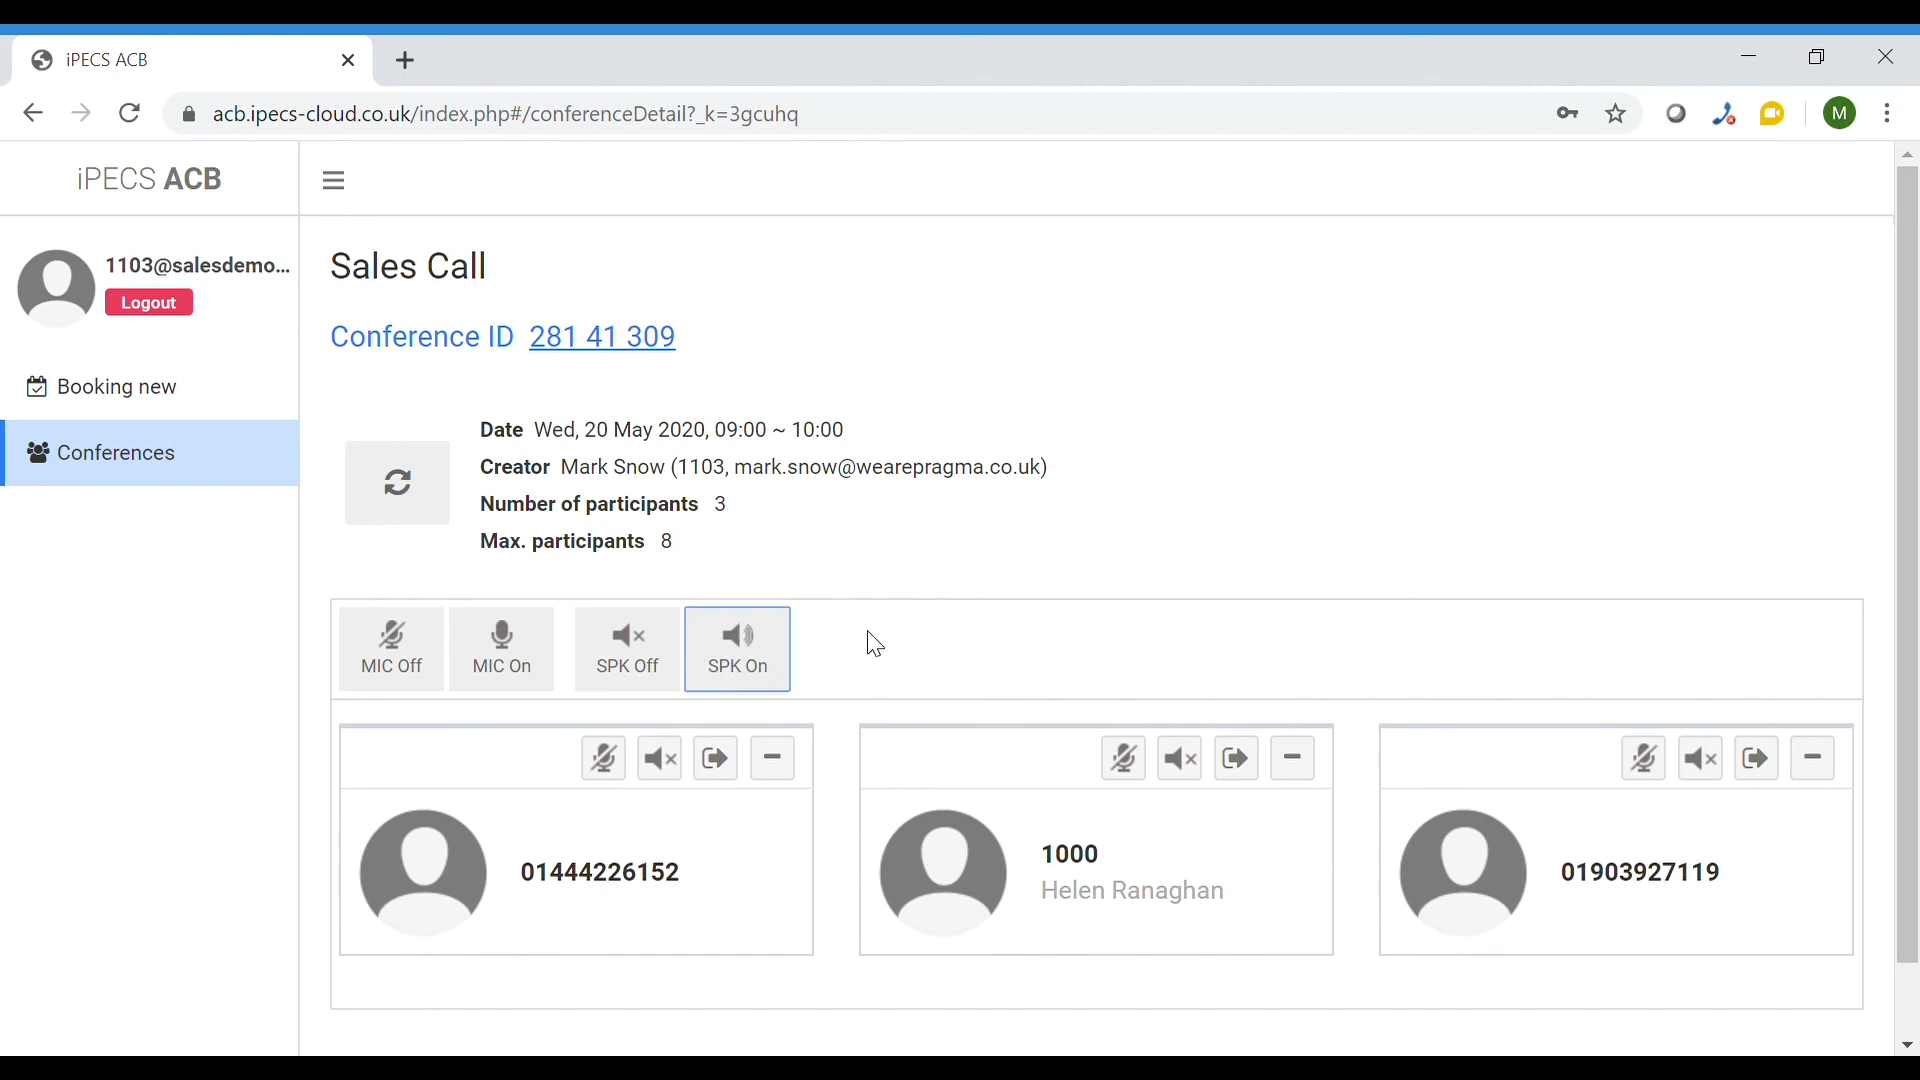 iPECS ACB
acb.ipecs-cloud.co.uk/index.php#/conferenceDetail?_k=3gcuhq
M
iPECS ACB
1103@salesdemo...
Logout
Booking new
Conferences
Sales Call
Conference ID 281 41 309
Date Wed, 20 May 2020, 09:00 ~ 10:00
Creator Mark Snow (1103, mark.snow@wearepragma.co.uk)
Number of participants 3
Max. participants 8
MIC Off
MIC On
SPK Off
SPK On
01444226152
1000
Helen Ranaghan
01903927119